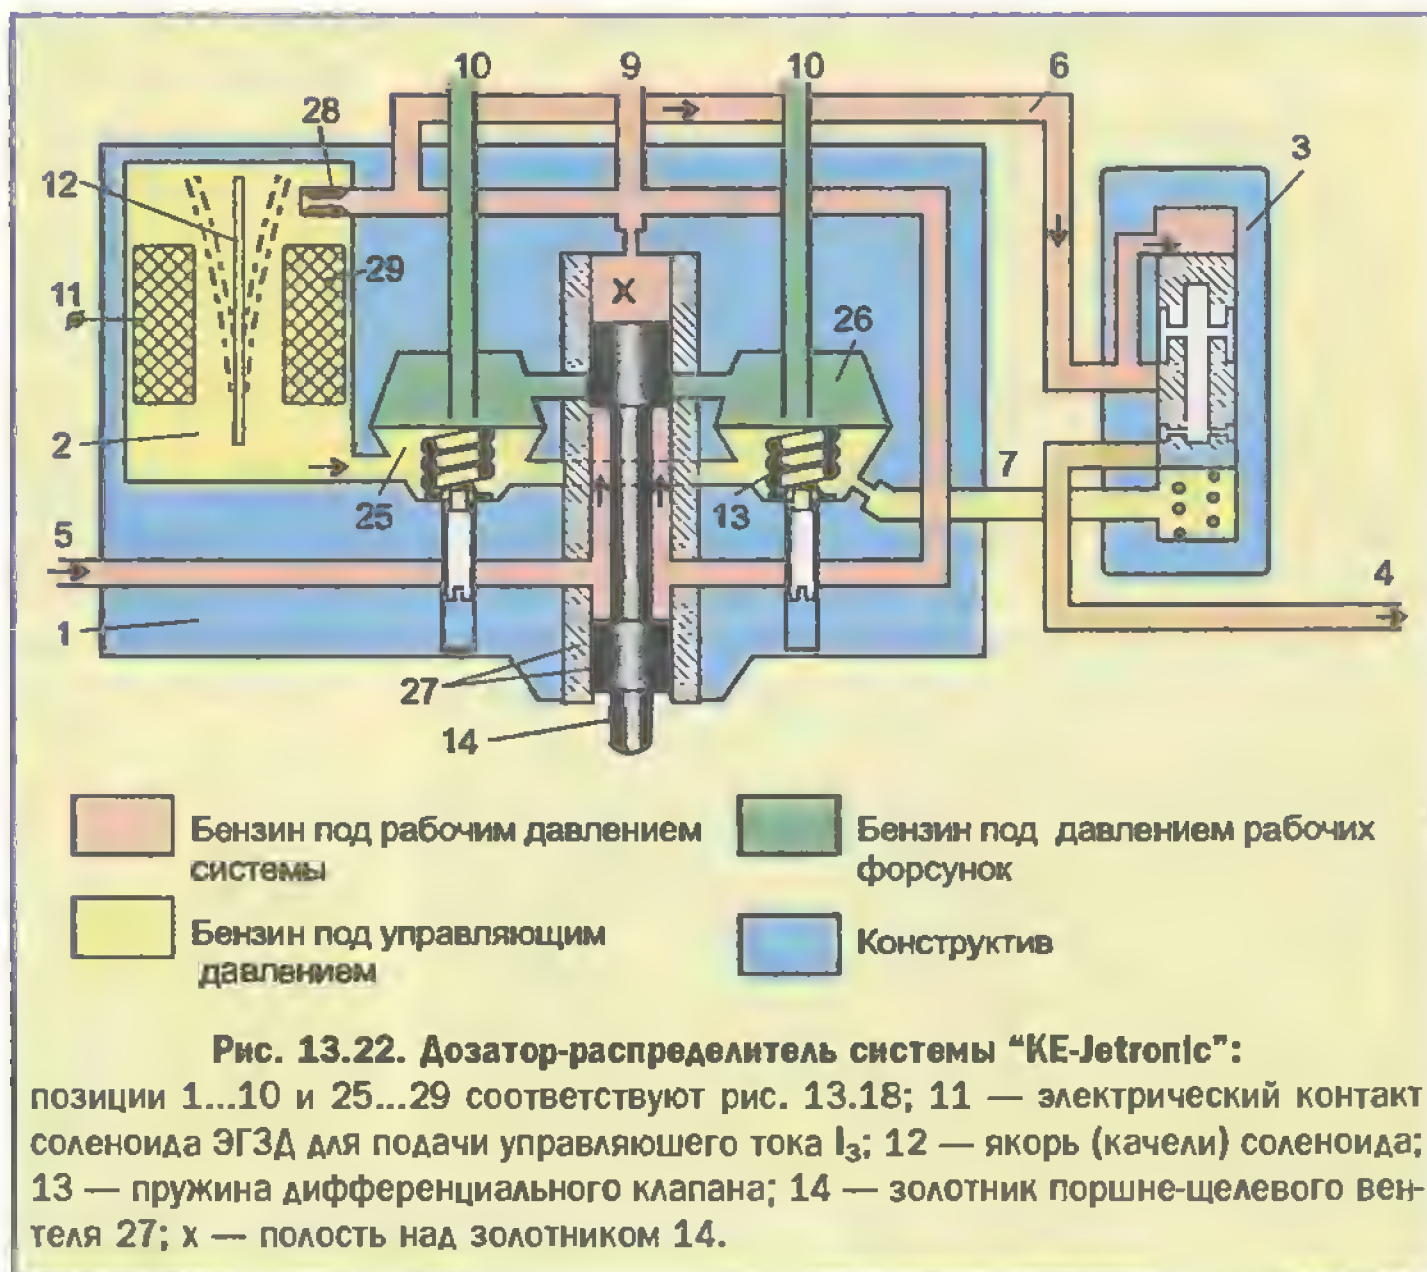 10 9 10 6
28
3
12
29
11
26
2
7
25 13
5
4
1
27
14
x
Бензин под рабочим давлением
системы
Бензин под давлением рабочих
форсунок
Бензин под управляющим
давлением
Конструктив
Рис. 13.22. Дозатор-распределитель системы “KE-Jetronic”:
позиции 1...10 и 25...29 соответствуют рис. 13.18; 11 — электрический контакт
соленоида ЭГЗД для подачи управляюшего тока I₃; 12 — якорь (качели) соленоида;
13 — пружина дифференциального клапана; 14 — золотник поршне-щелевого вен-
теля 27; x — полость над золотником 14.